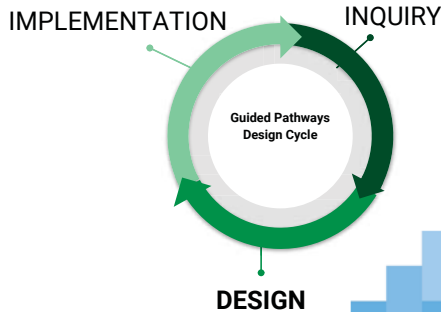 IMPLEMENTATION
INQUIRY
Guided Pathways
Design Cycle
DESIGN